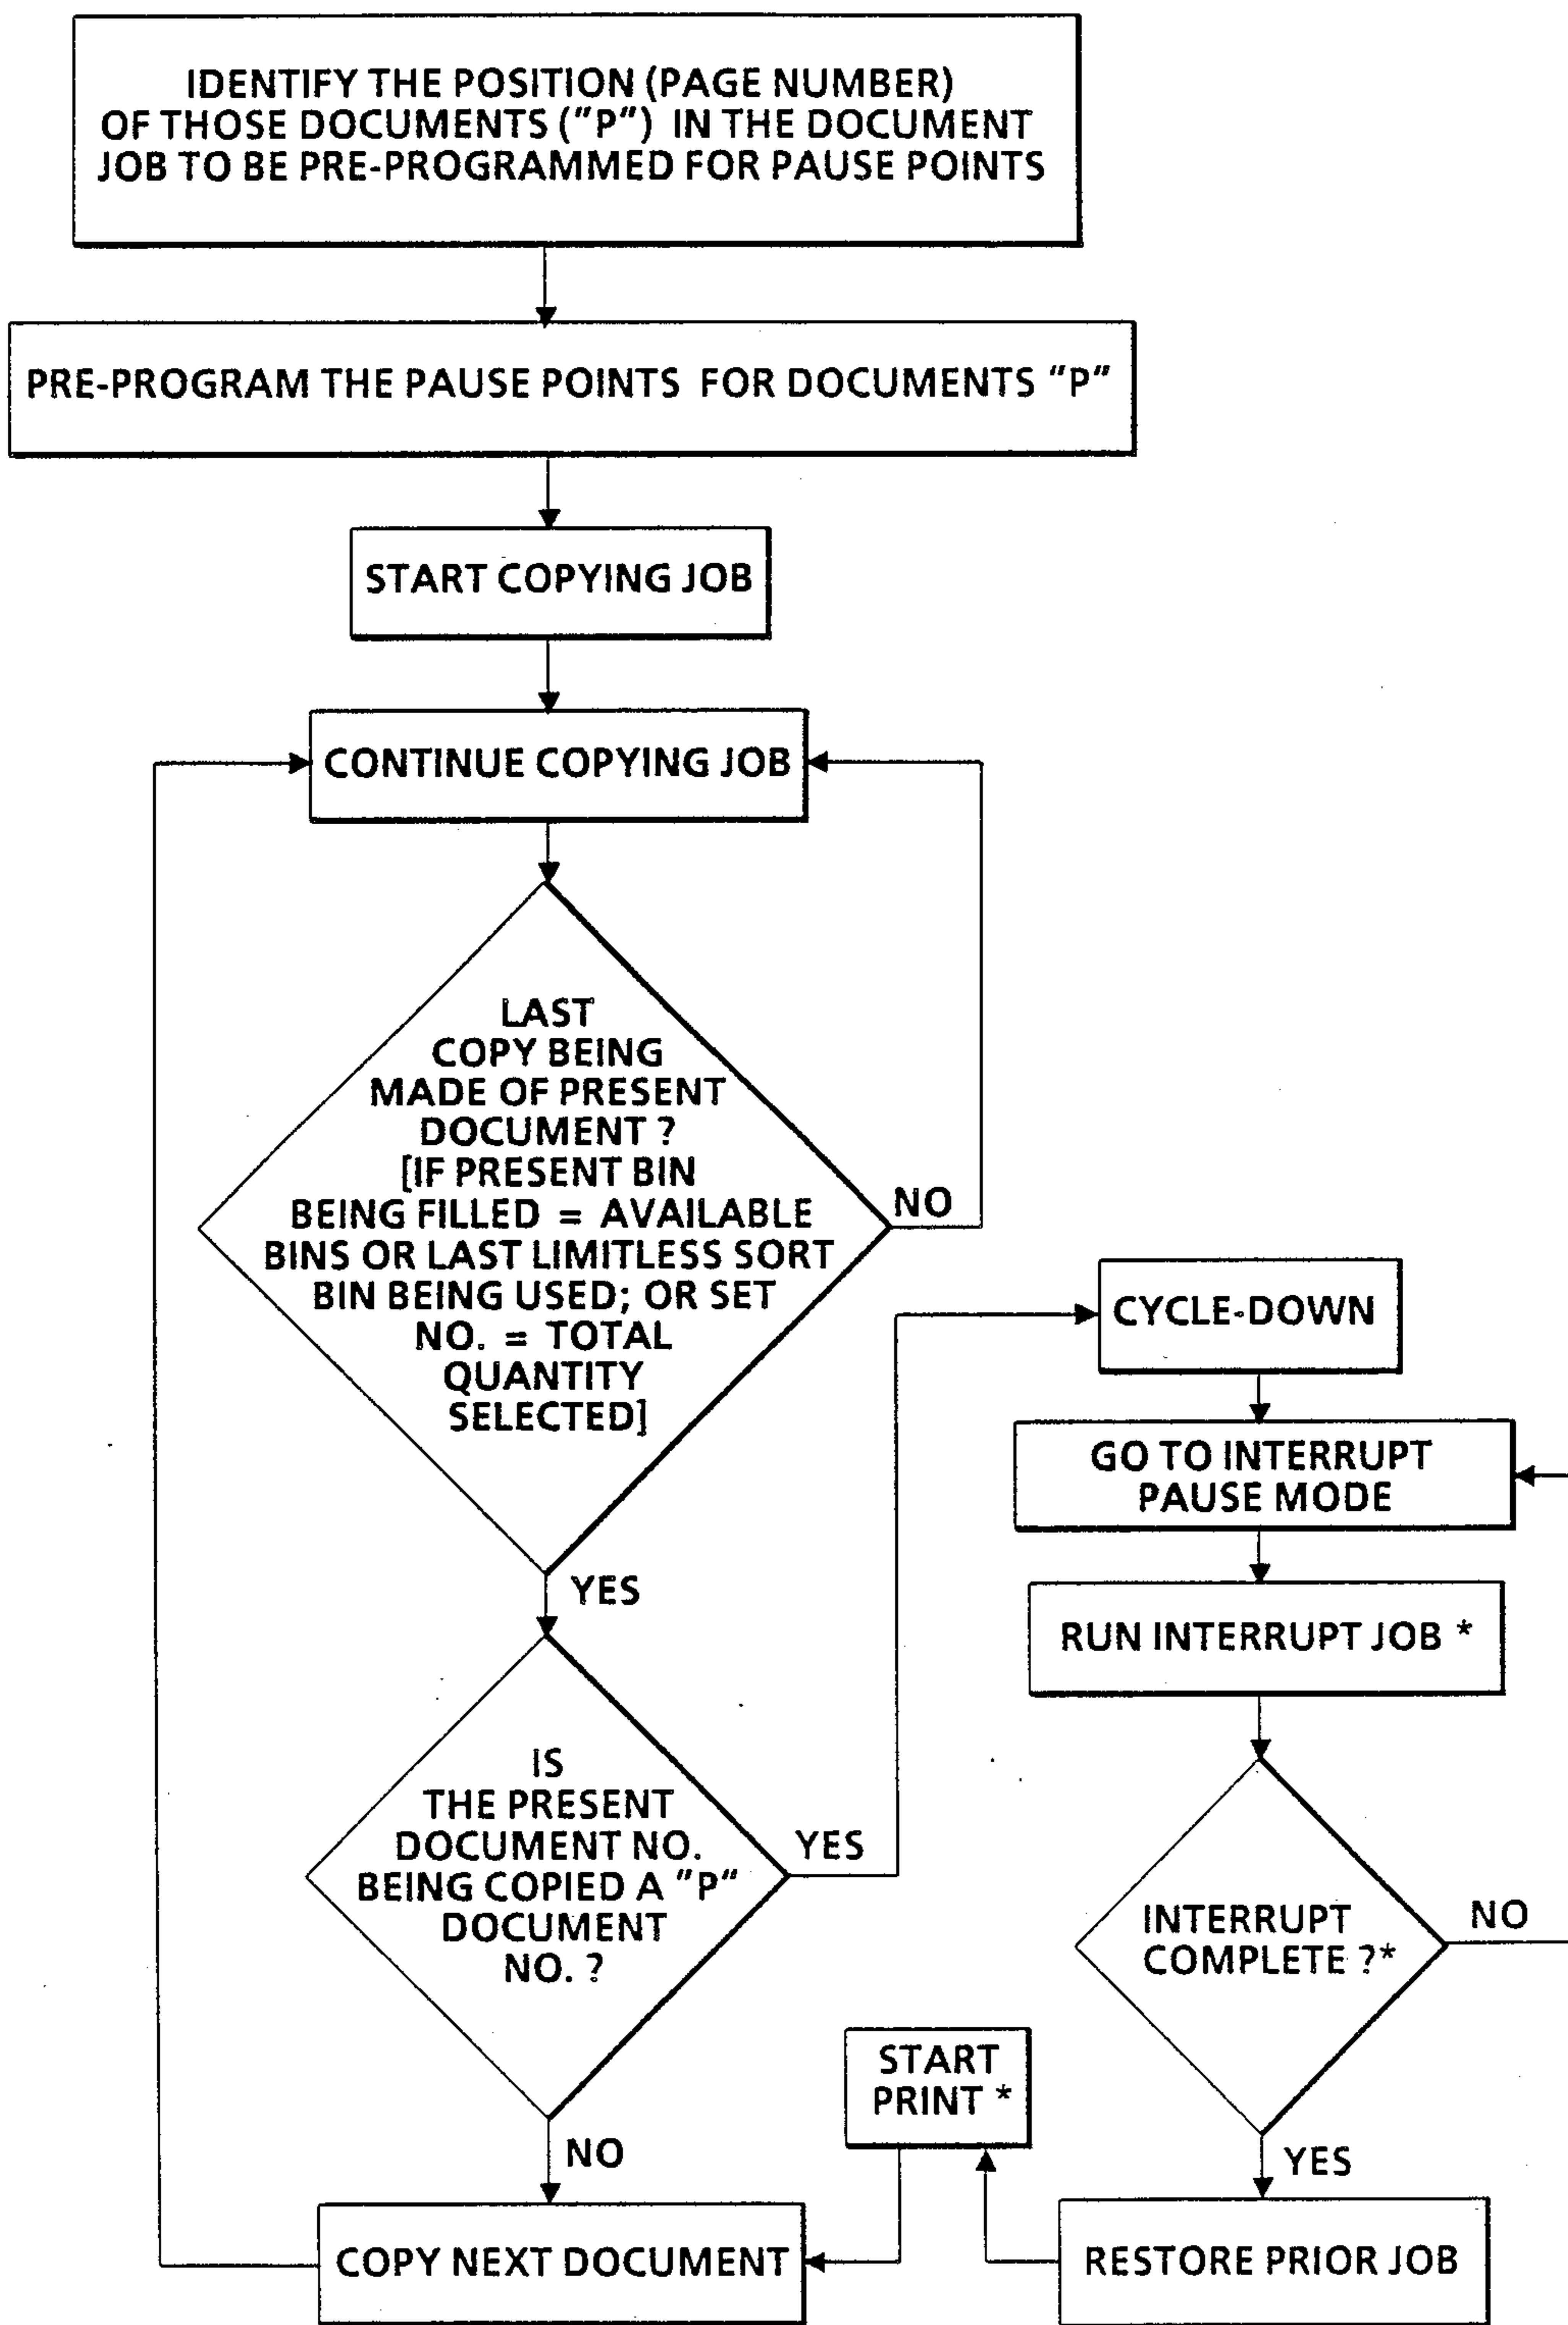 IDENTIFY THE POSITION (PAGE NUMBER)
OF THOSE DOCUMENTS ("P") IN THE DOCUMENT
JOB TO BE PRE-PROGRAMMED FOR PAUSE POINTS
PRE-PROGRAM THE PAUSE POINTS FOR DOCUMENTS "P"
START COPYING JOB
CONTINUE COPYING JOB
LAST
COPY BEING
MADE OF PRESENT
DOCUMENT ?
[IF PRESENT BIN
BEING FILLED = AVAILABLE
BINS OR LAST LIMITLESS SORT
BIN BEING USED; OR SET
NO. = TOTAL
QUANTITY
SELECTED]
NO
YES
IS
THE PRESENT
DOCUMENT NO.
BEING COPIED A "P"
DOCUMENT
NO. ?
YES
NO
COPY NEXT DOCUMENT
CYCLE-DOWN
GO TO INTERRUPT
PAUSE MODE
RUN INTERRUPT JOB *
INTERRUPT
COMPLETE ?*
NO
YES
RESTORE PRIOR JOB
START
PRINT *